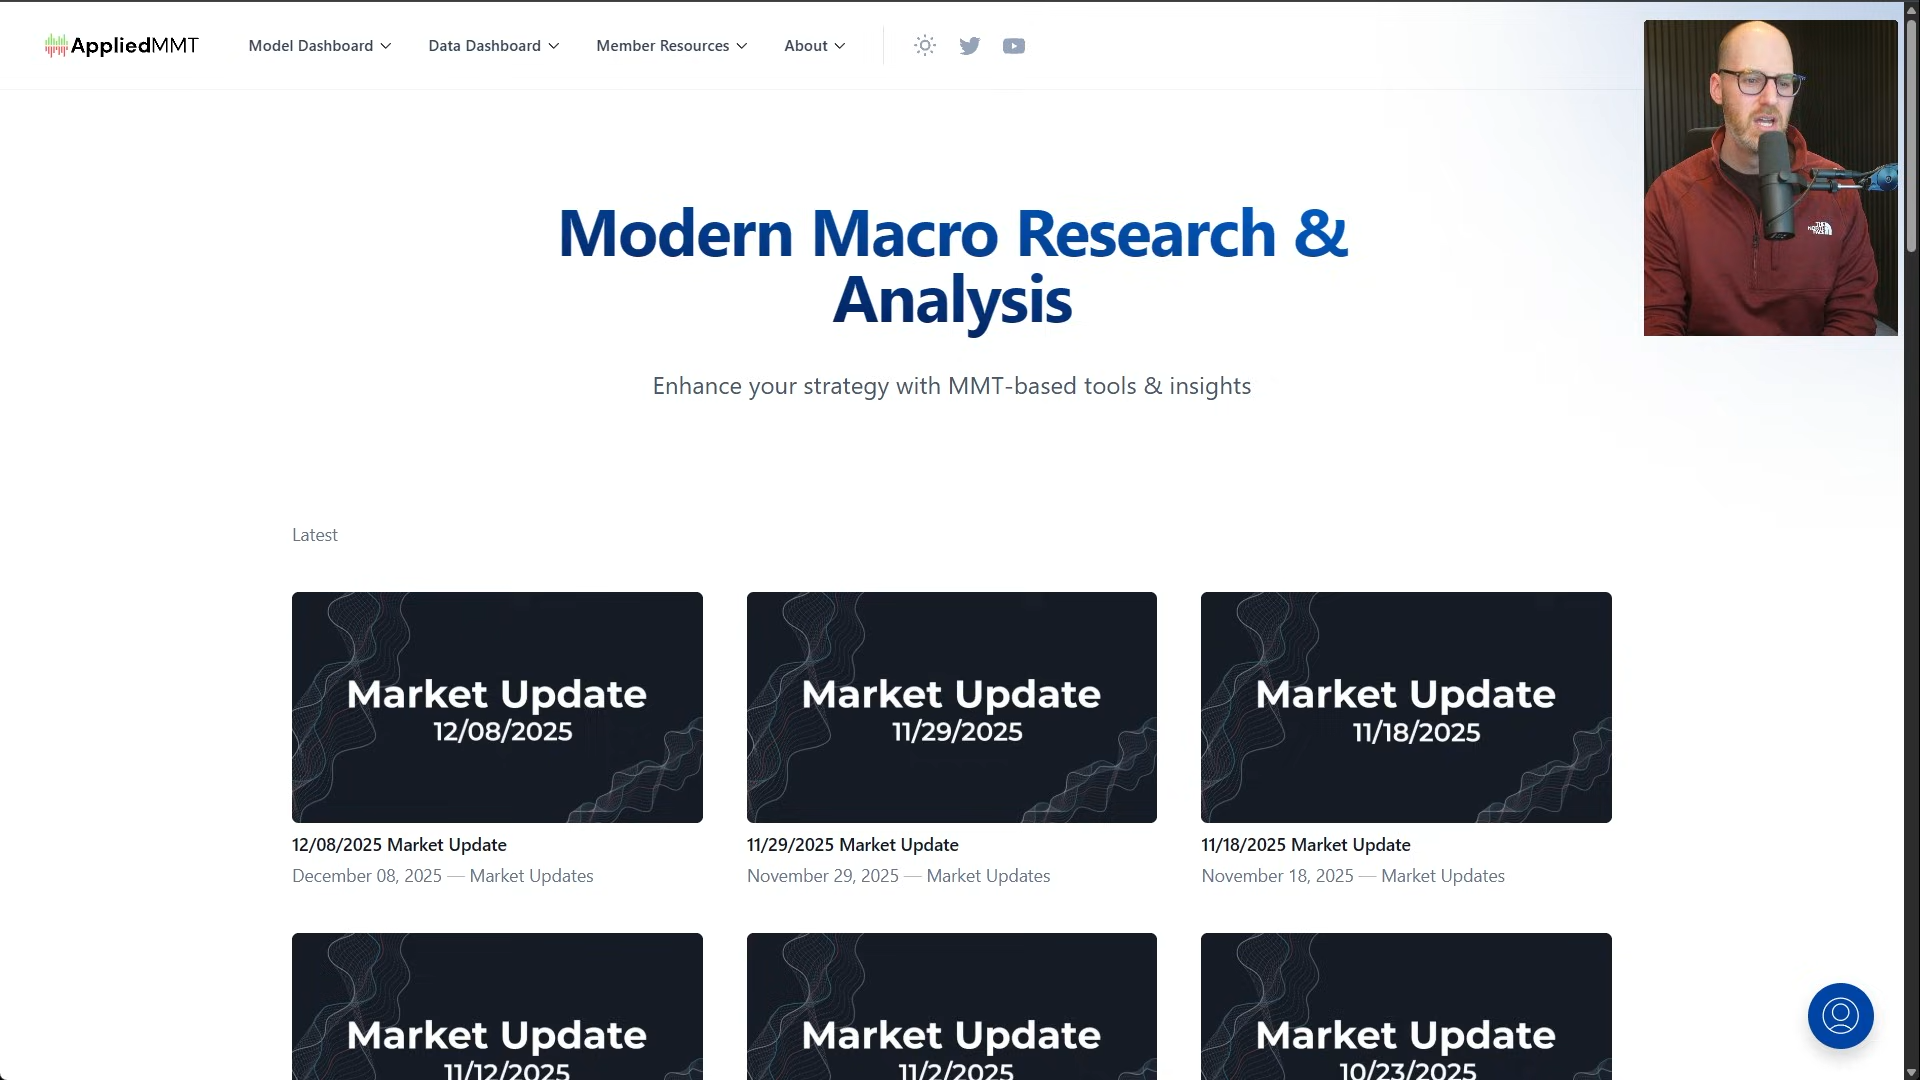 AppliedMMT
Model Dashboard
Data Dashboard
Member Resources
About
Modern Macro Research &
Analysis
Enhance your strategy with MMT-based tools & insights
Latest
Market Update
12/08/2025
Market Update
11/29/2025
Market Update
11/18/2025
12/08/2025 Market Update
December 08, 2025 — Market Updates
11/29/2025 Market Update
November 29, 2025 — Market Updates
11/18/2025 Market Update
November 18, 2025 — Market Updates
Market Update
11/12/2025
Market Update
11/2/2025
Market Update
10/23/2025
THE
NORTH
FACE